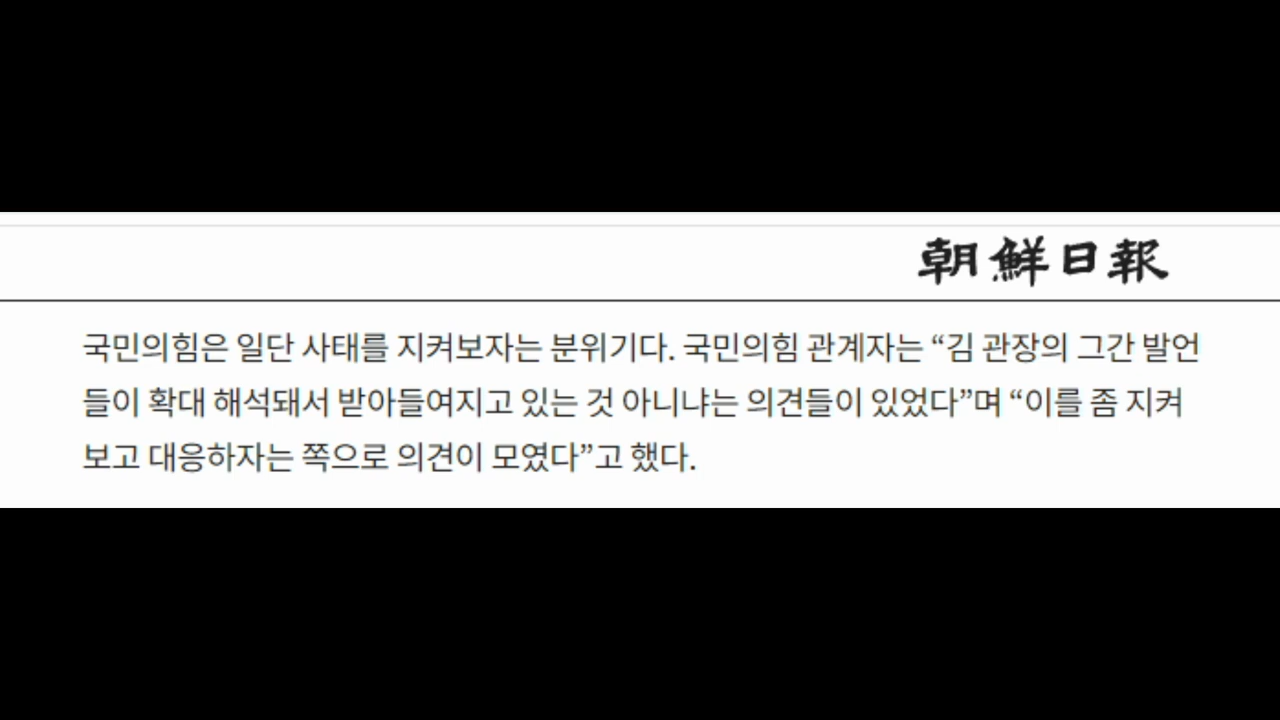 朝鮮日報
국민의힘은 일단 사태를 지켜보자는 분위기다. 국민의힘 관계자는 “김 관장의 그간 발언
들이 확대 해석돼서 받아들여지고 있는 것 아니냐는 의견들이 있었다”며 “이를 좀 지켜
보고 대응하자는 쪽으로 의견이 모였다”고 했다.